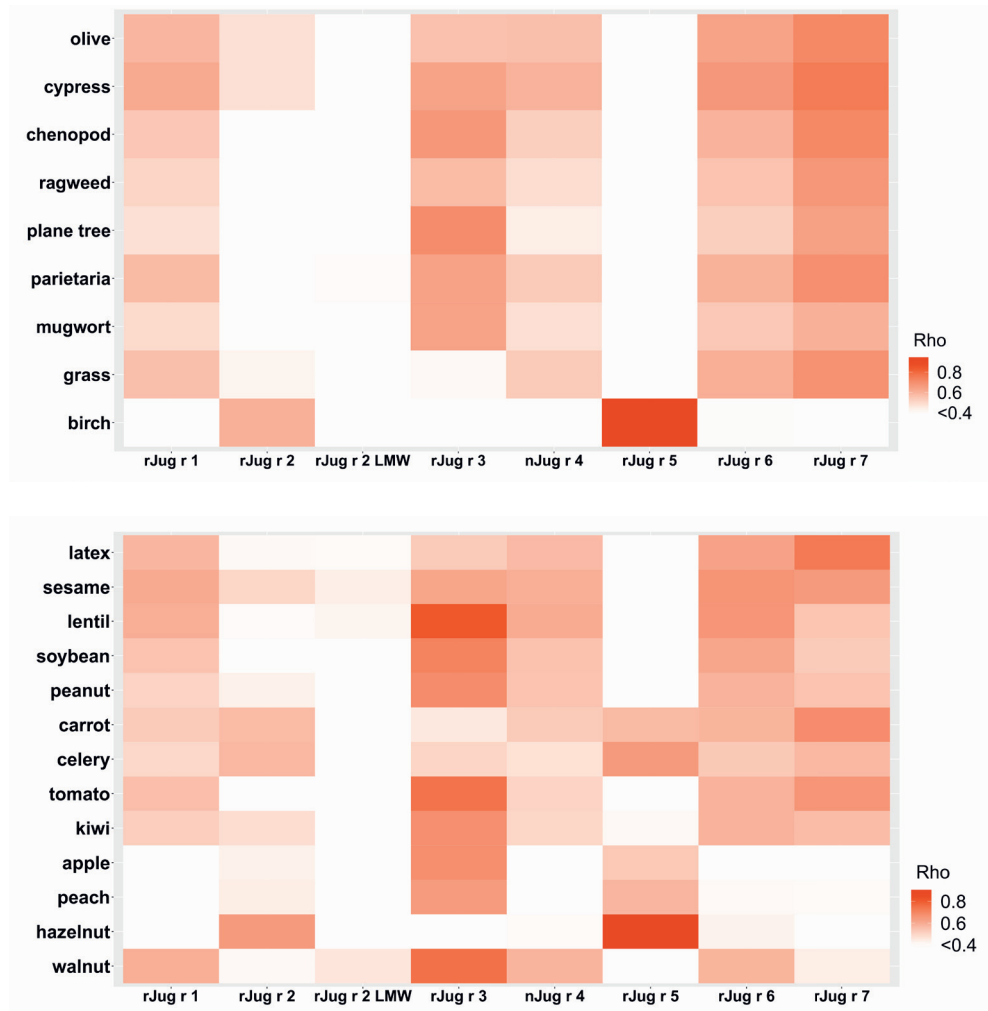 olive
cypress
chenopod
ragweed
plane tree
parietaria
mugwort
grass
birch
Rho
0.8
0.6
<0.4
rJug r 1 rJug r 2 rJug r 2 LMW rJug r 3 nJug r 4 rJug r 5 rJug r 6 rJug r 7
latex
sesame
lentil
soybean
peanut
carrot
celery
tomato
kiwi
apple
peach
hazelnut
walnut
Rho
0.8
0.6
<0.4
rJug r 1 rJug r 2 rJug r 2 LMW rJug r 3 nJug r 4 rJug r 5 rJug r 6 rJug r 7